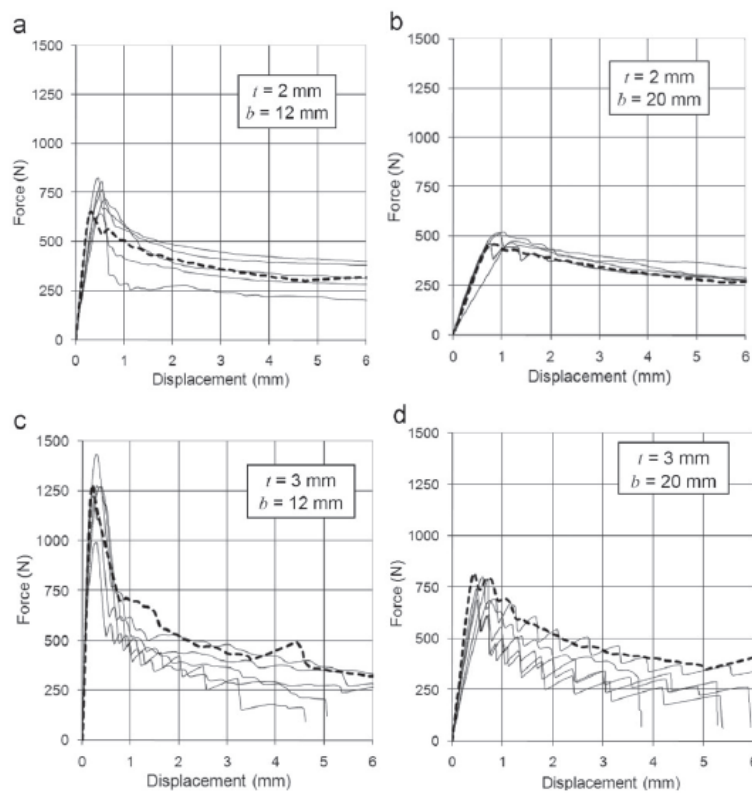 a
1500
1250
1000
750
500
250
0
Force (N)
t = 2 mm
b = 12 mm
0 1 2 3 4 5 6
Displacement (mm)
b
1500
1250
1000
750
500
250
0
Force (N)
t = 2 mm
b = 20 mm
0 1 2 3 4 5 6
Displacement (mm)
c
1500
1250
1000
750
500
250
0
Force (N)
t = 3 mm
b = 12 mm
0 1 2 3 4 5 6
Displacement (mm)
d
1500
1250
1000
750
500
250
0
Force (N)
t = 3 mm
b = 20 mm
0 1 2 3 4 5 6
Displacement (mm)